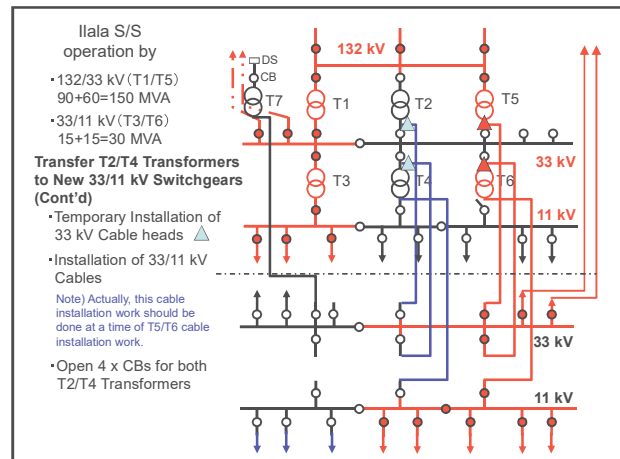 Ilala S/S
operation by
・132/33 kV(T1/T5)
90+60=150 MVA
・33/11 kV(T3/T6)
15+15=30 MVA
Transfer T2/T4 Transformers
to New 33/11 kV Switchgears
(Cont'd)
・Temporary Installation of
33 kV Cable heads
・Installation of 33/11 kV
Cables
Note) Actually, this cable
installation work should be
done at a time of T5/T6 cable
installation work.
・Open 4 x CBs for both
T2/T4 Transformers
DS
CB
T7
132 kV
T1
T2
T5
33 kV
T3
T4
T6
11 kV
33 kV
11 kV